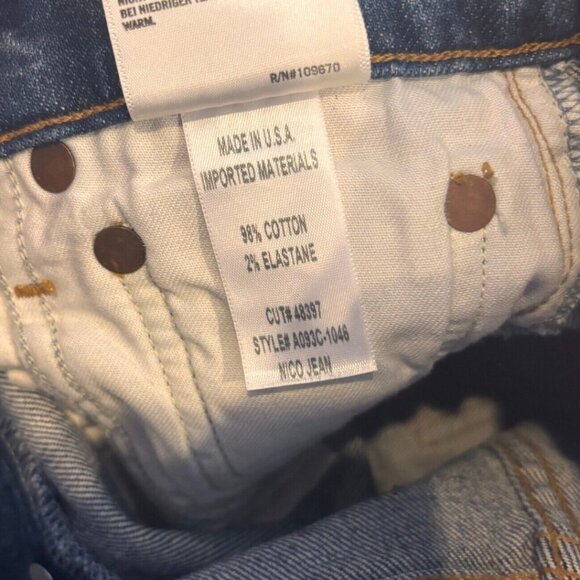 BEI NIEDRIGER
WARM.
R/N#109670
MADE IN U.S.A.
IMPORTED MATERIALS
98% COTTON
2% ELASTANE
CUT# 48397
STYLE# A093C-1046
NICO JEAN